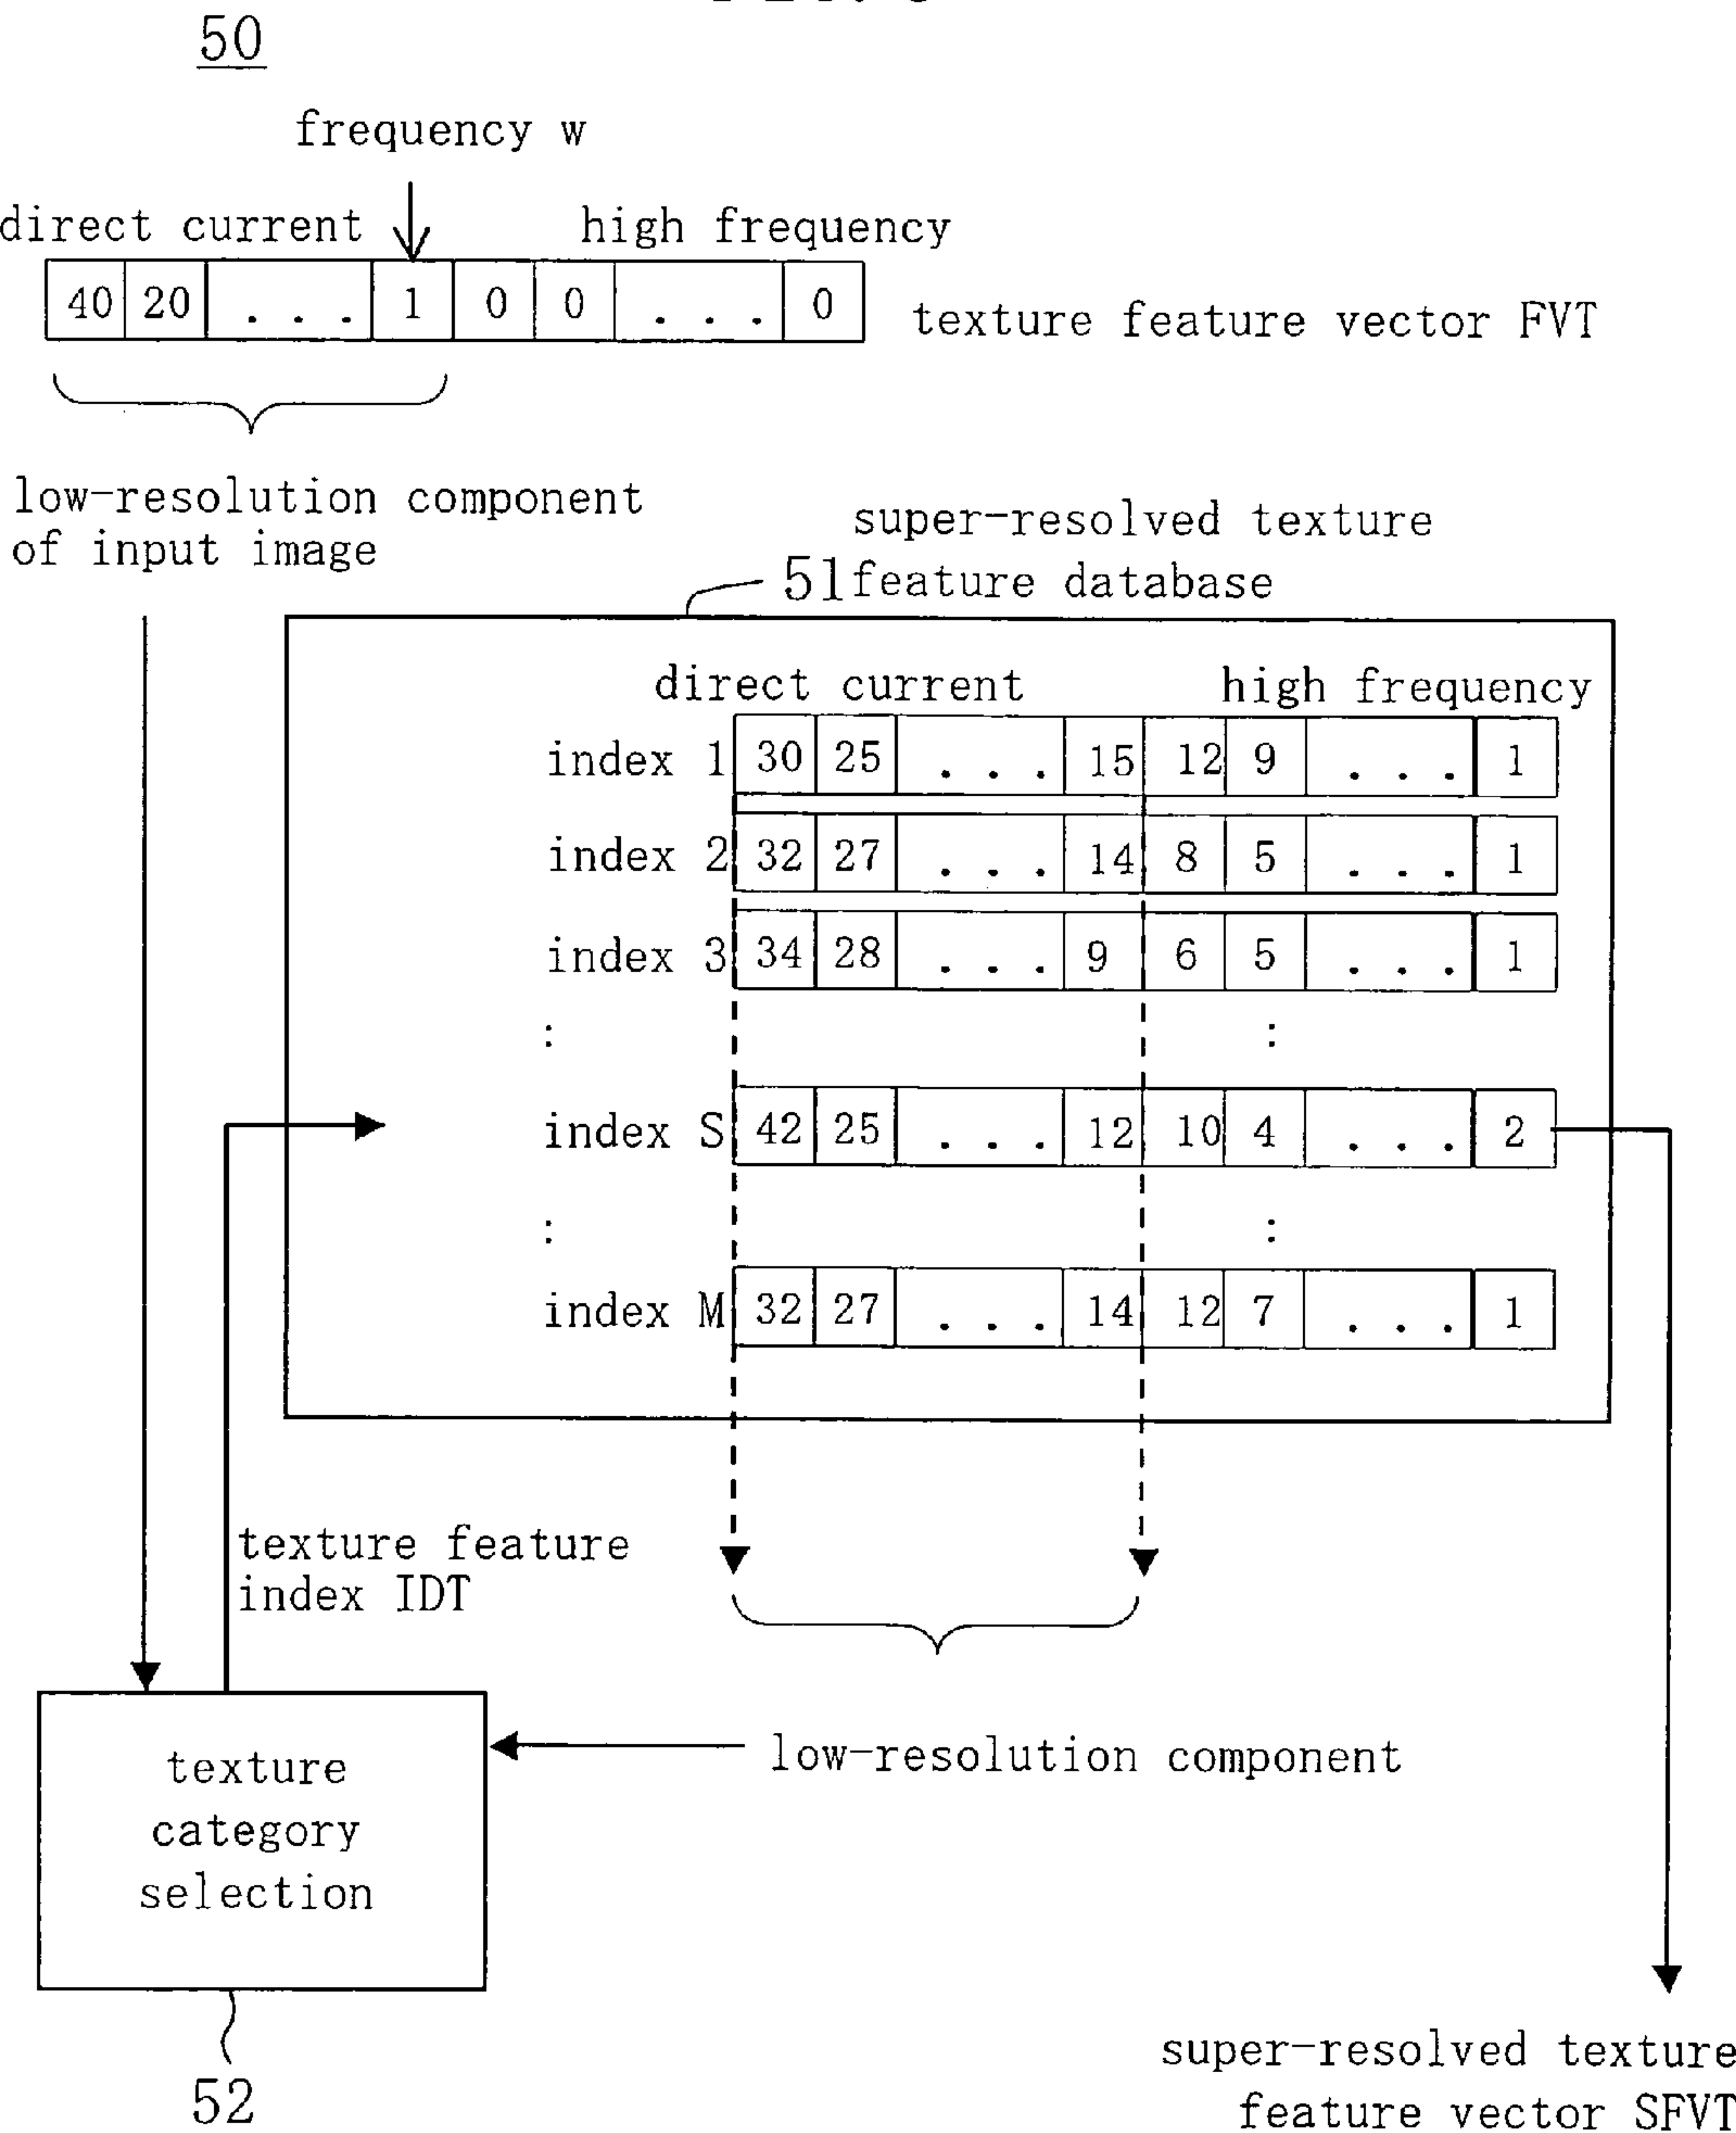 50
frequency w
direct current high frequency
40 20 . . . 1 0 0 . . . 0 texture feature vector FVT
low-resolution component
of input image
super-resolved texture
51 feature database
direct current high frequency
index 1 30 25 . . . 15 12 9 . . . 1
index 2 32 27 . . . 14 8 5 . . . 1
index 3 34 28 . . . 9 6 5 . . . 1
: :
index S 42 25 . . . 12 10 4 . . . 2
: :
index M 32 27 . . . 14 12 7 . . . 1
texture feature
index IDT
low-resolution component
texture
category
selection
52
super-resolved texture
feature vector SFVT